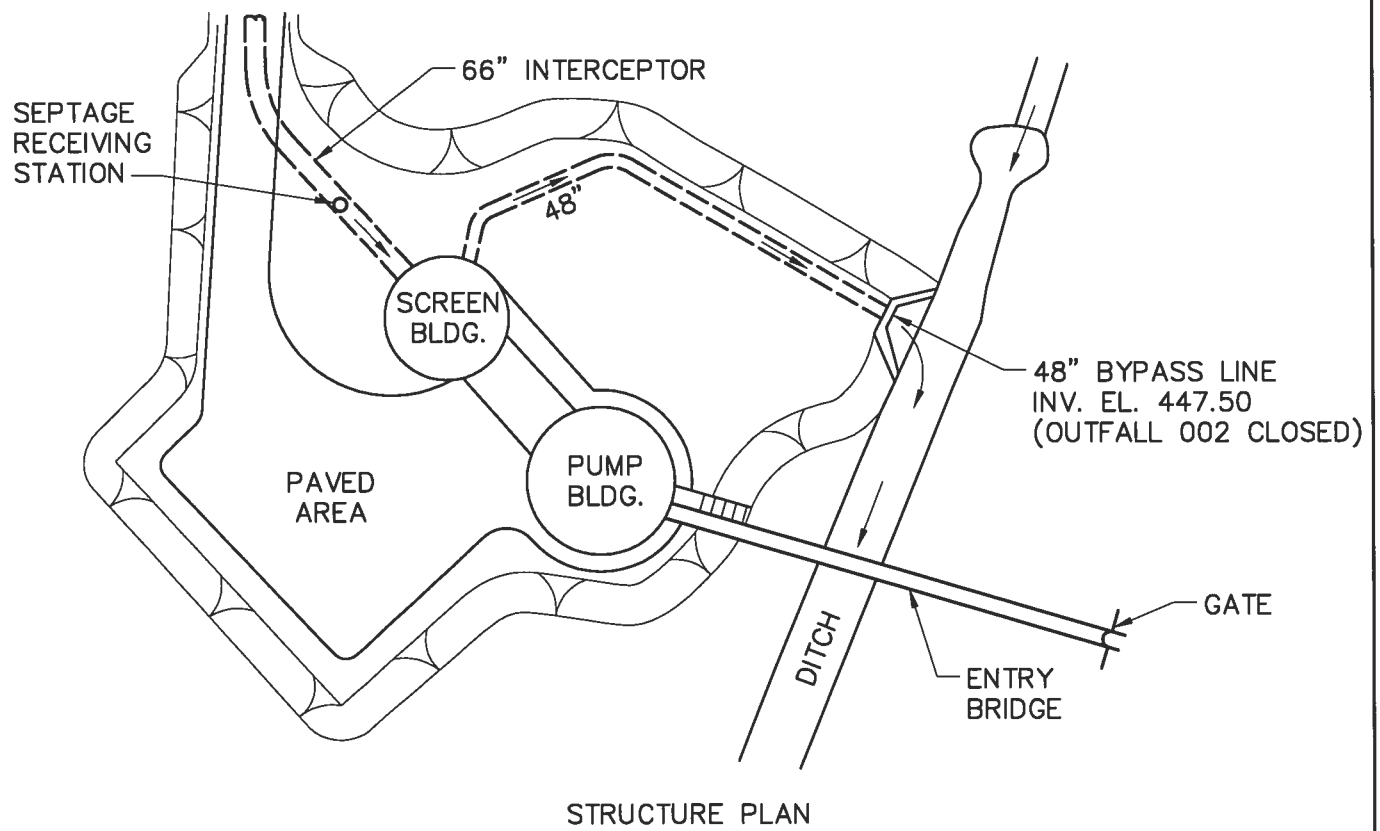 66" INTERCEPTOR
SEPTAGE
RECEIVING
STATION
48"
SCREEN
BLDG.
48" BYPASS LINE
INV. EL. 447.50
(OUTFALL 002 CLOSED)
PAVED
AREA
PUMP
BLDG.
GATE
DITCH
ENTRY
BRIDGE
STRUCTURE PLAN